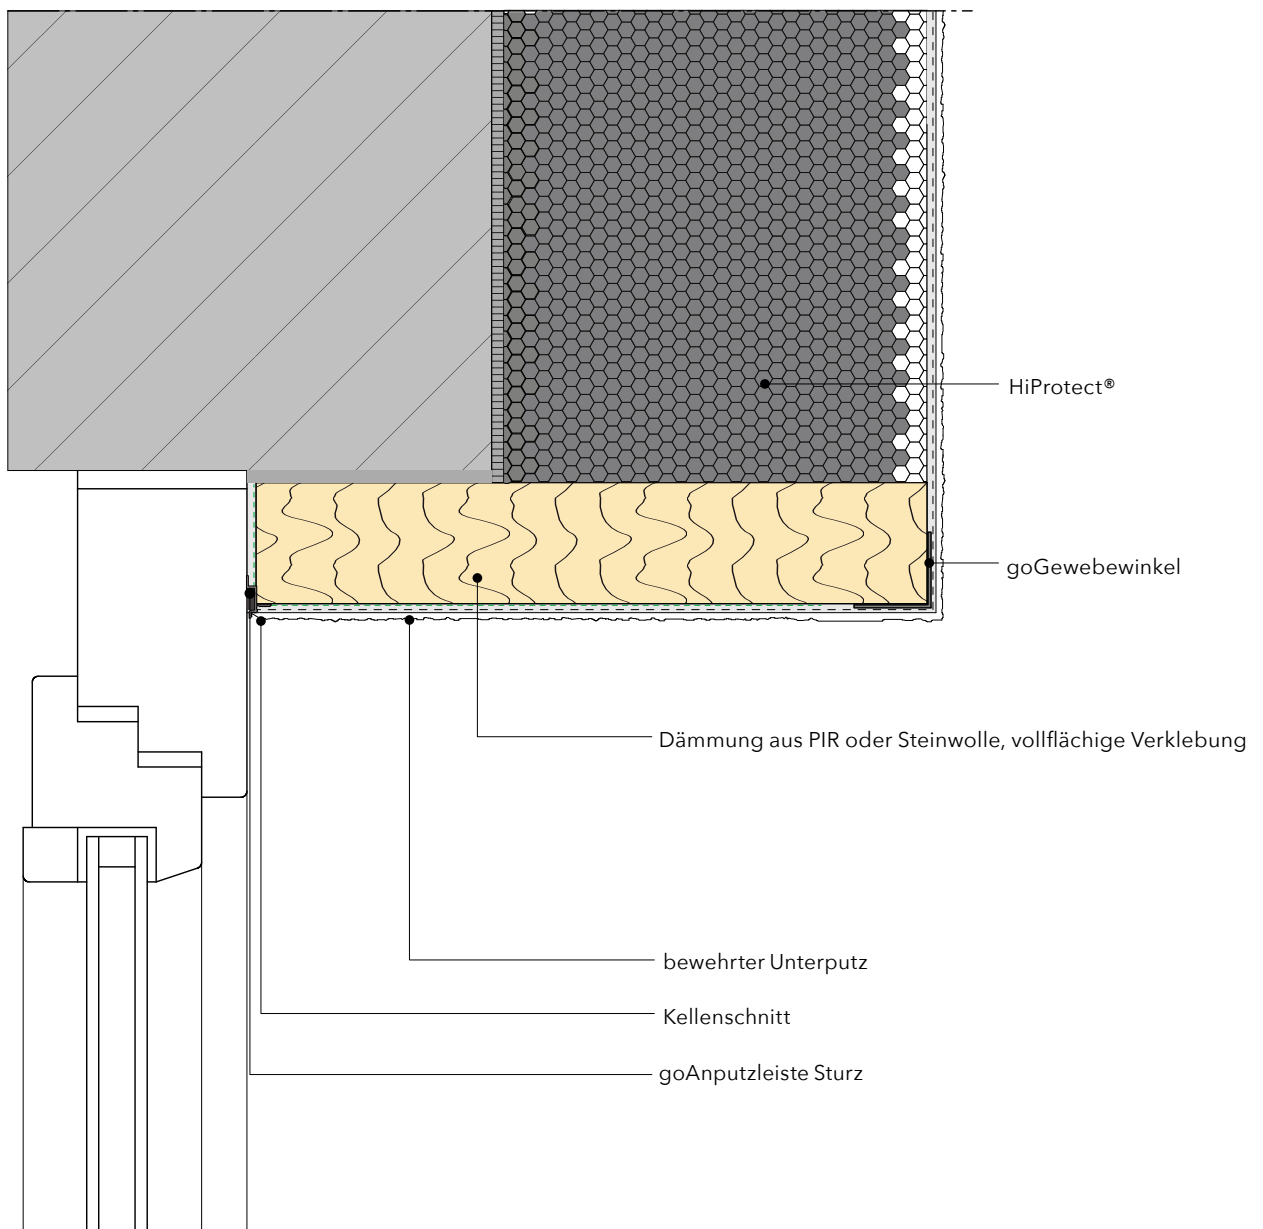 HiProtect®
goGewebewinkel
Dämmung aus PIR oder Steinwolle, vollflächige Verklebung
bewehrter Unterputz
Kellenschnitt
goAnputzleiste Sturz